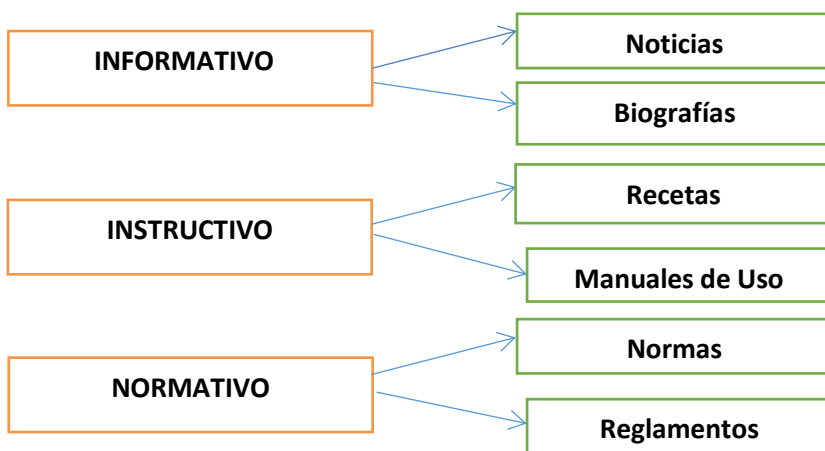 INFORMATIVO
Noticias
Biografías
INSTRUCTIVO
Recetas
Manuales de Uso
NORMATIVO
Normas
Reglamentos